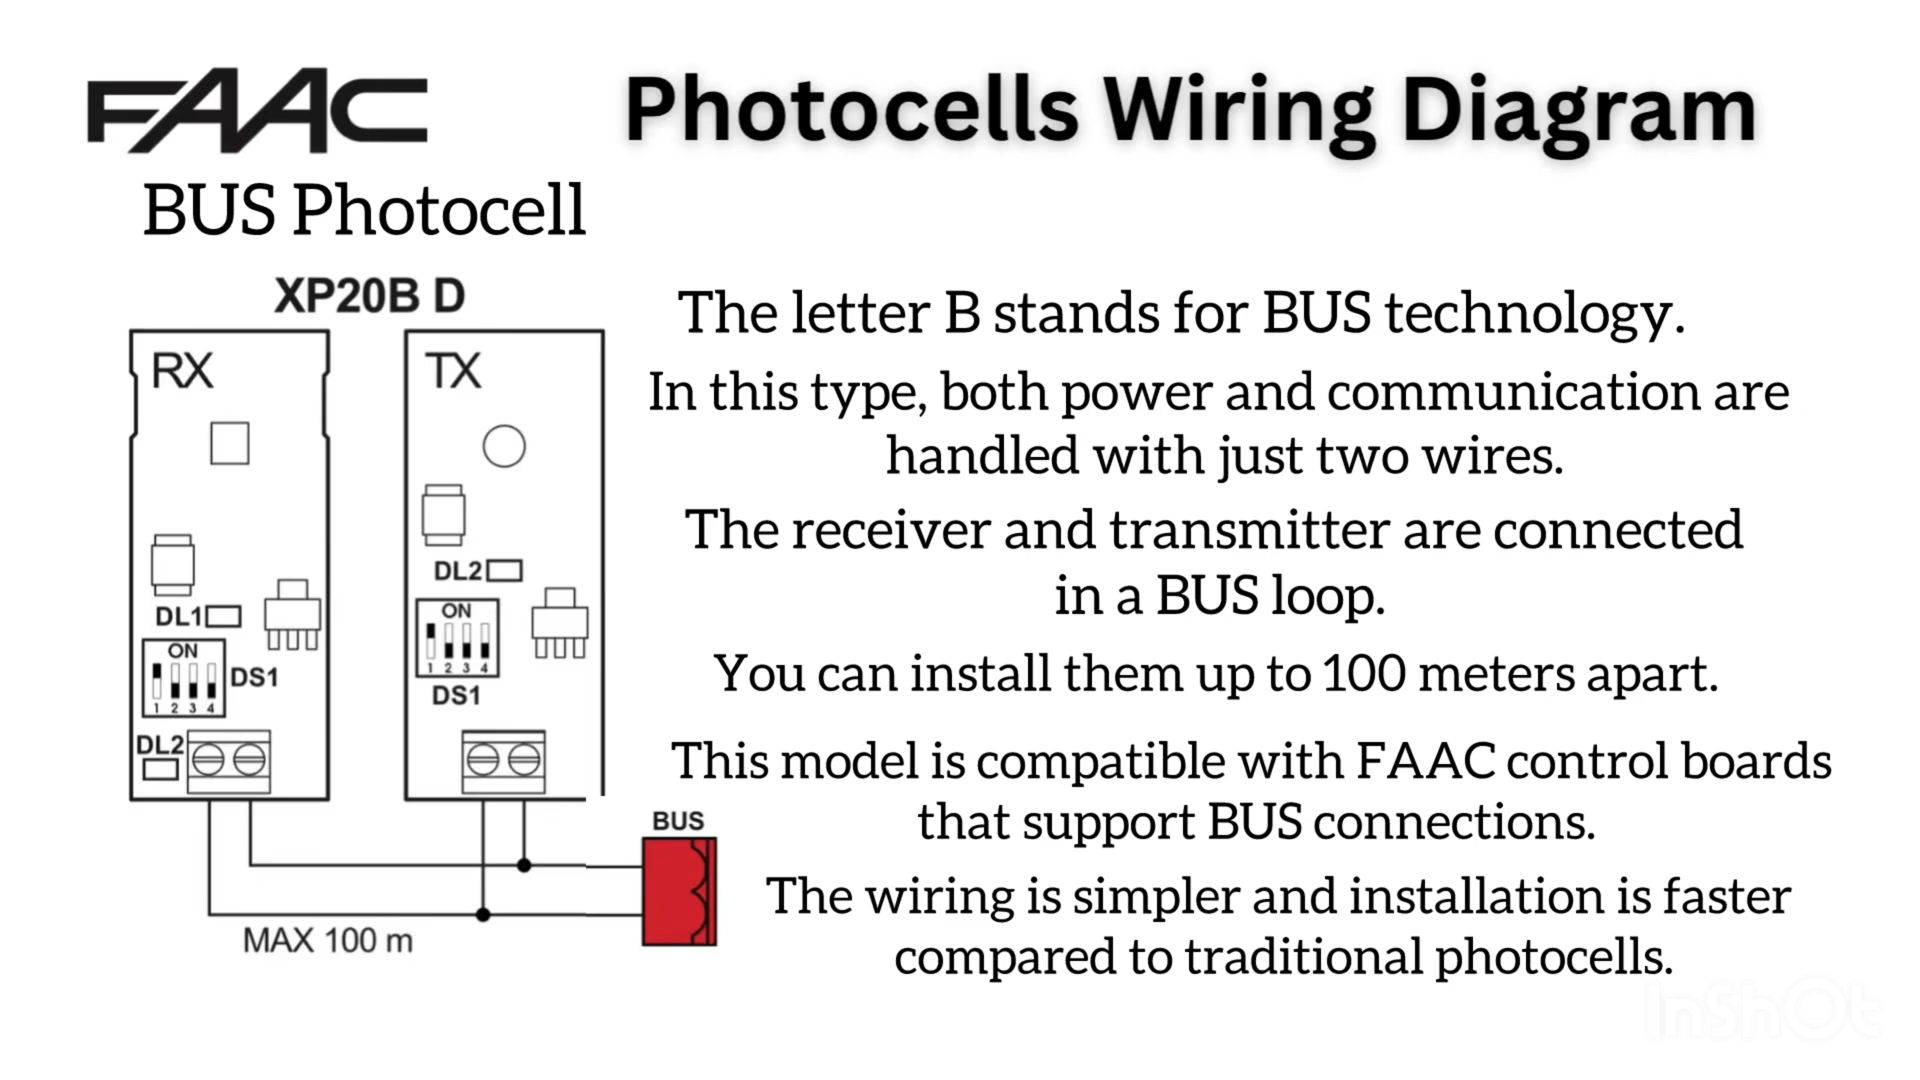 FAAC
Photocells Wiring Diagram
BUS Photocell
XP20B D
RX
TX
DL2
DL1
ON
1 2 3 4
DS1
ON
1 2 3 4
DS1
DL2
BUS
MAX 100 m
The letter B stands for BUS technology.
In this type, both power and communication are
handled with just two wires.
The receiver and transmitter are connected
in a BUS loop.
You can install them up to 100 meters apart.
This model is compatible with FAAC control boards
that support BUS connections.
The wiring is simpler and installation is faster
compared to traditional photocells.
InShOt